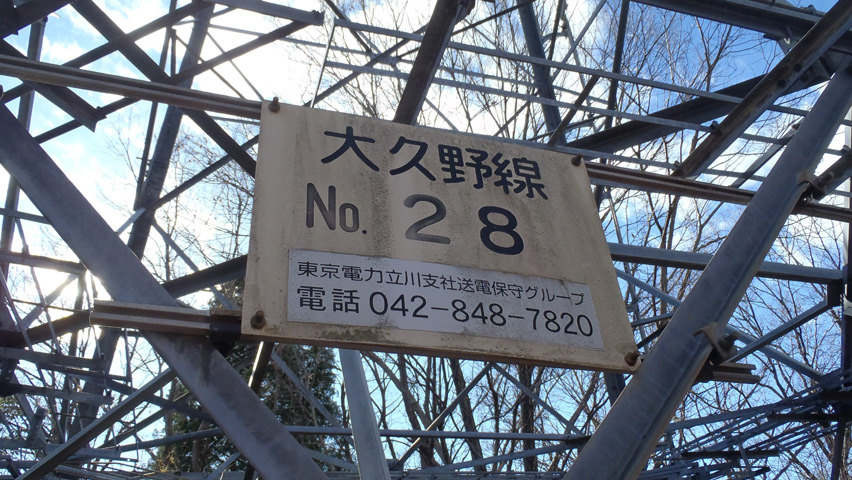 大久野線
No. 28
東京電力立川支社送電保守グループ
電話 042-848-7820